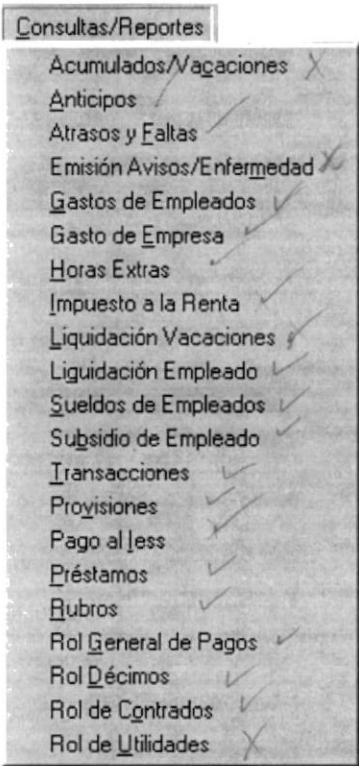 Consultas/Reportes
Acumulados/Vacaciones
Anticipos
Atrasos y Faltas
Emisión Avisos/Enfermedad
Gastos de Empleados
Gasto de Empresa
Horas Extras
Impuesto a la Renta
Liquidación Vacaciones
Liguidación Empleado
Sueldos de Empleados
Subsidio de Empleado
Transacciones
Provisiones
Pago al Iess
Préstamos
Rubros
Rol General de Pagos
Rol Décimos
Rol de Contrados
Rol de Utilidades